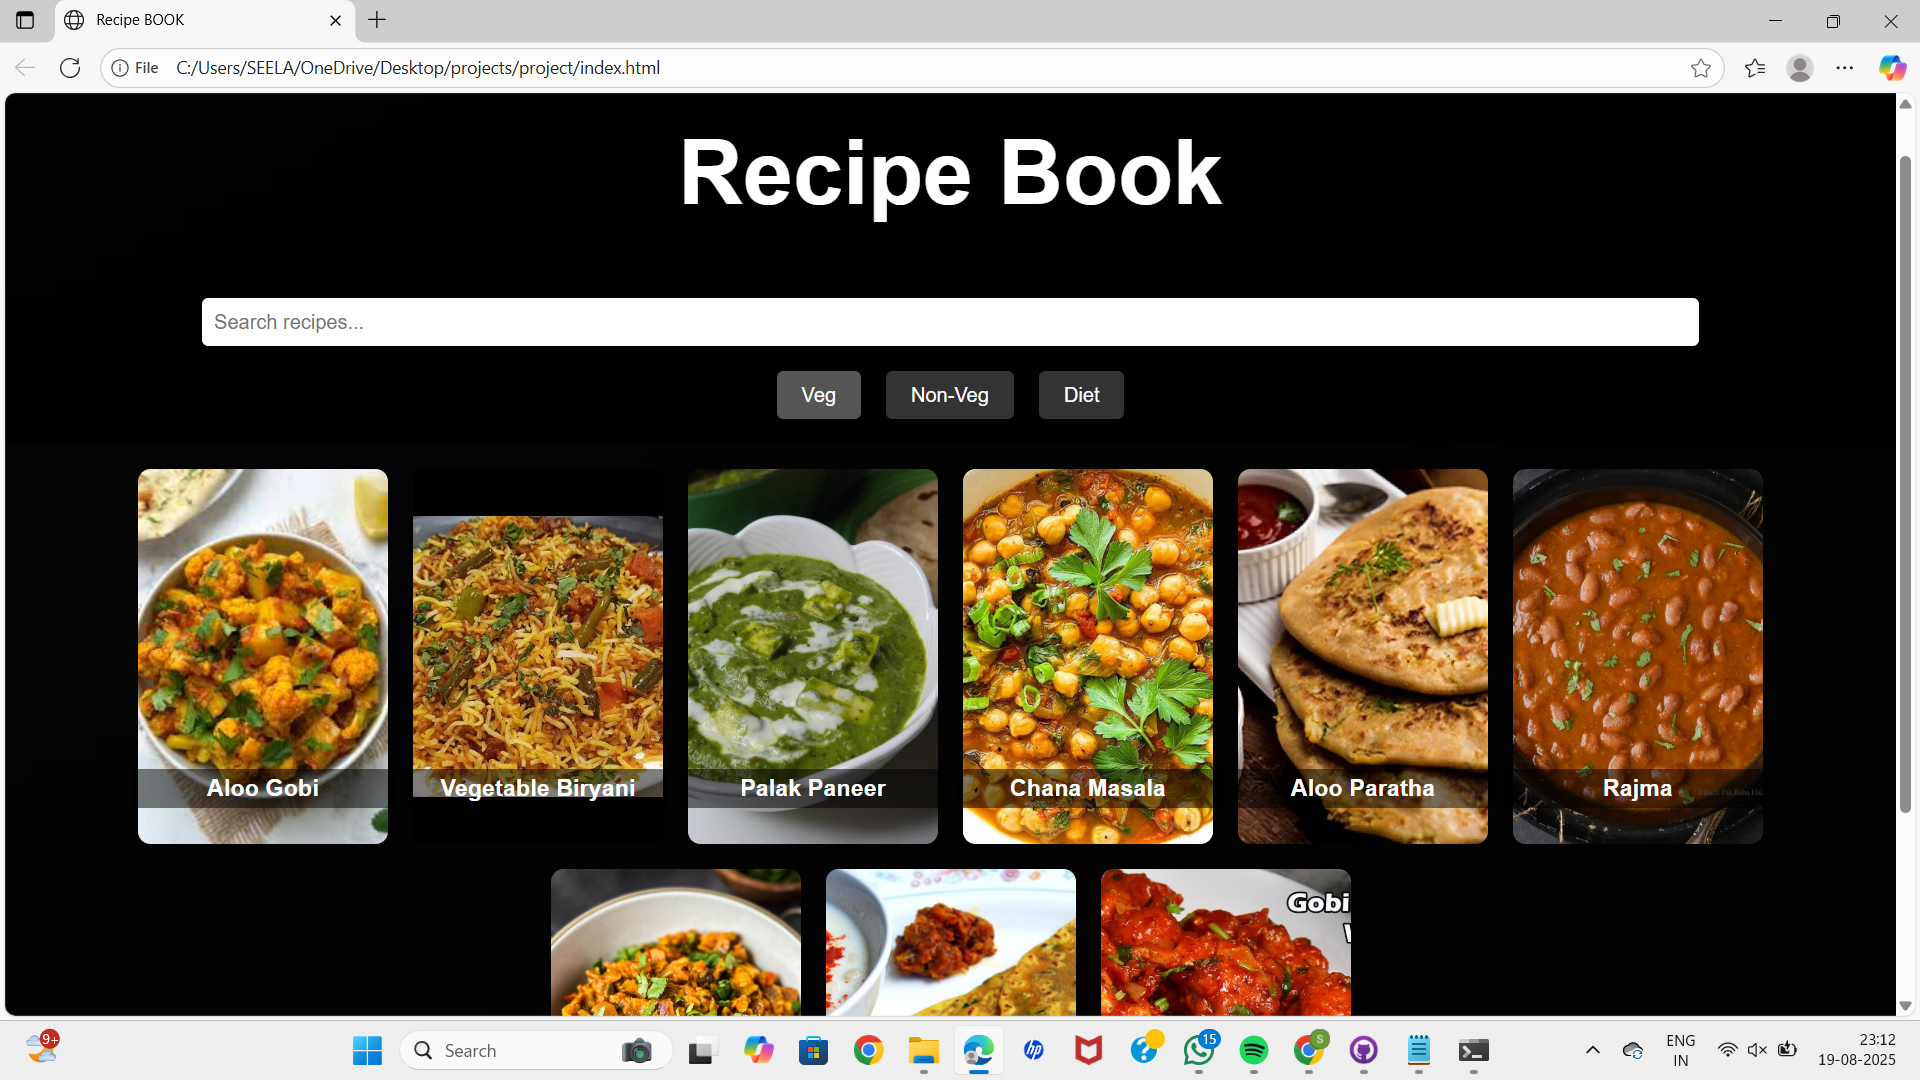 Recipe BOOK
File C:/Users/SEELA/OneDrive/Desktop/projects/project/index.html
Recipe Book
Search recipes...
Veg Non-Veg Diet
Aloo Gobi Vegetable Biryani Palak Paneer Chana Masala Aloo Paratha Rajma
Gobi
9+
Search
hp
15
S
ENG
IN
23:12
19-08-2025